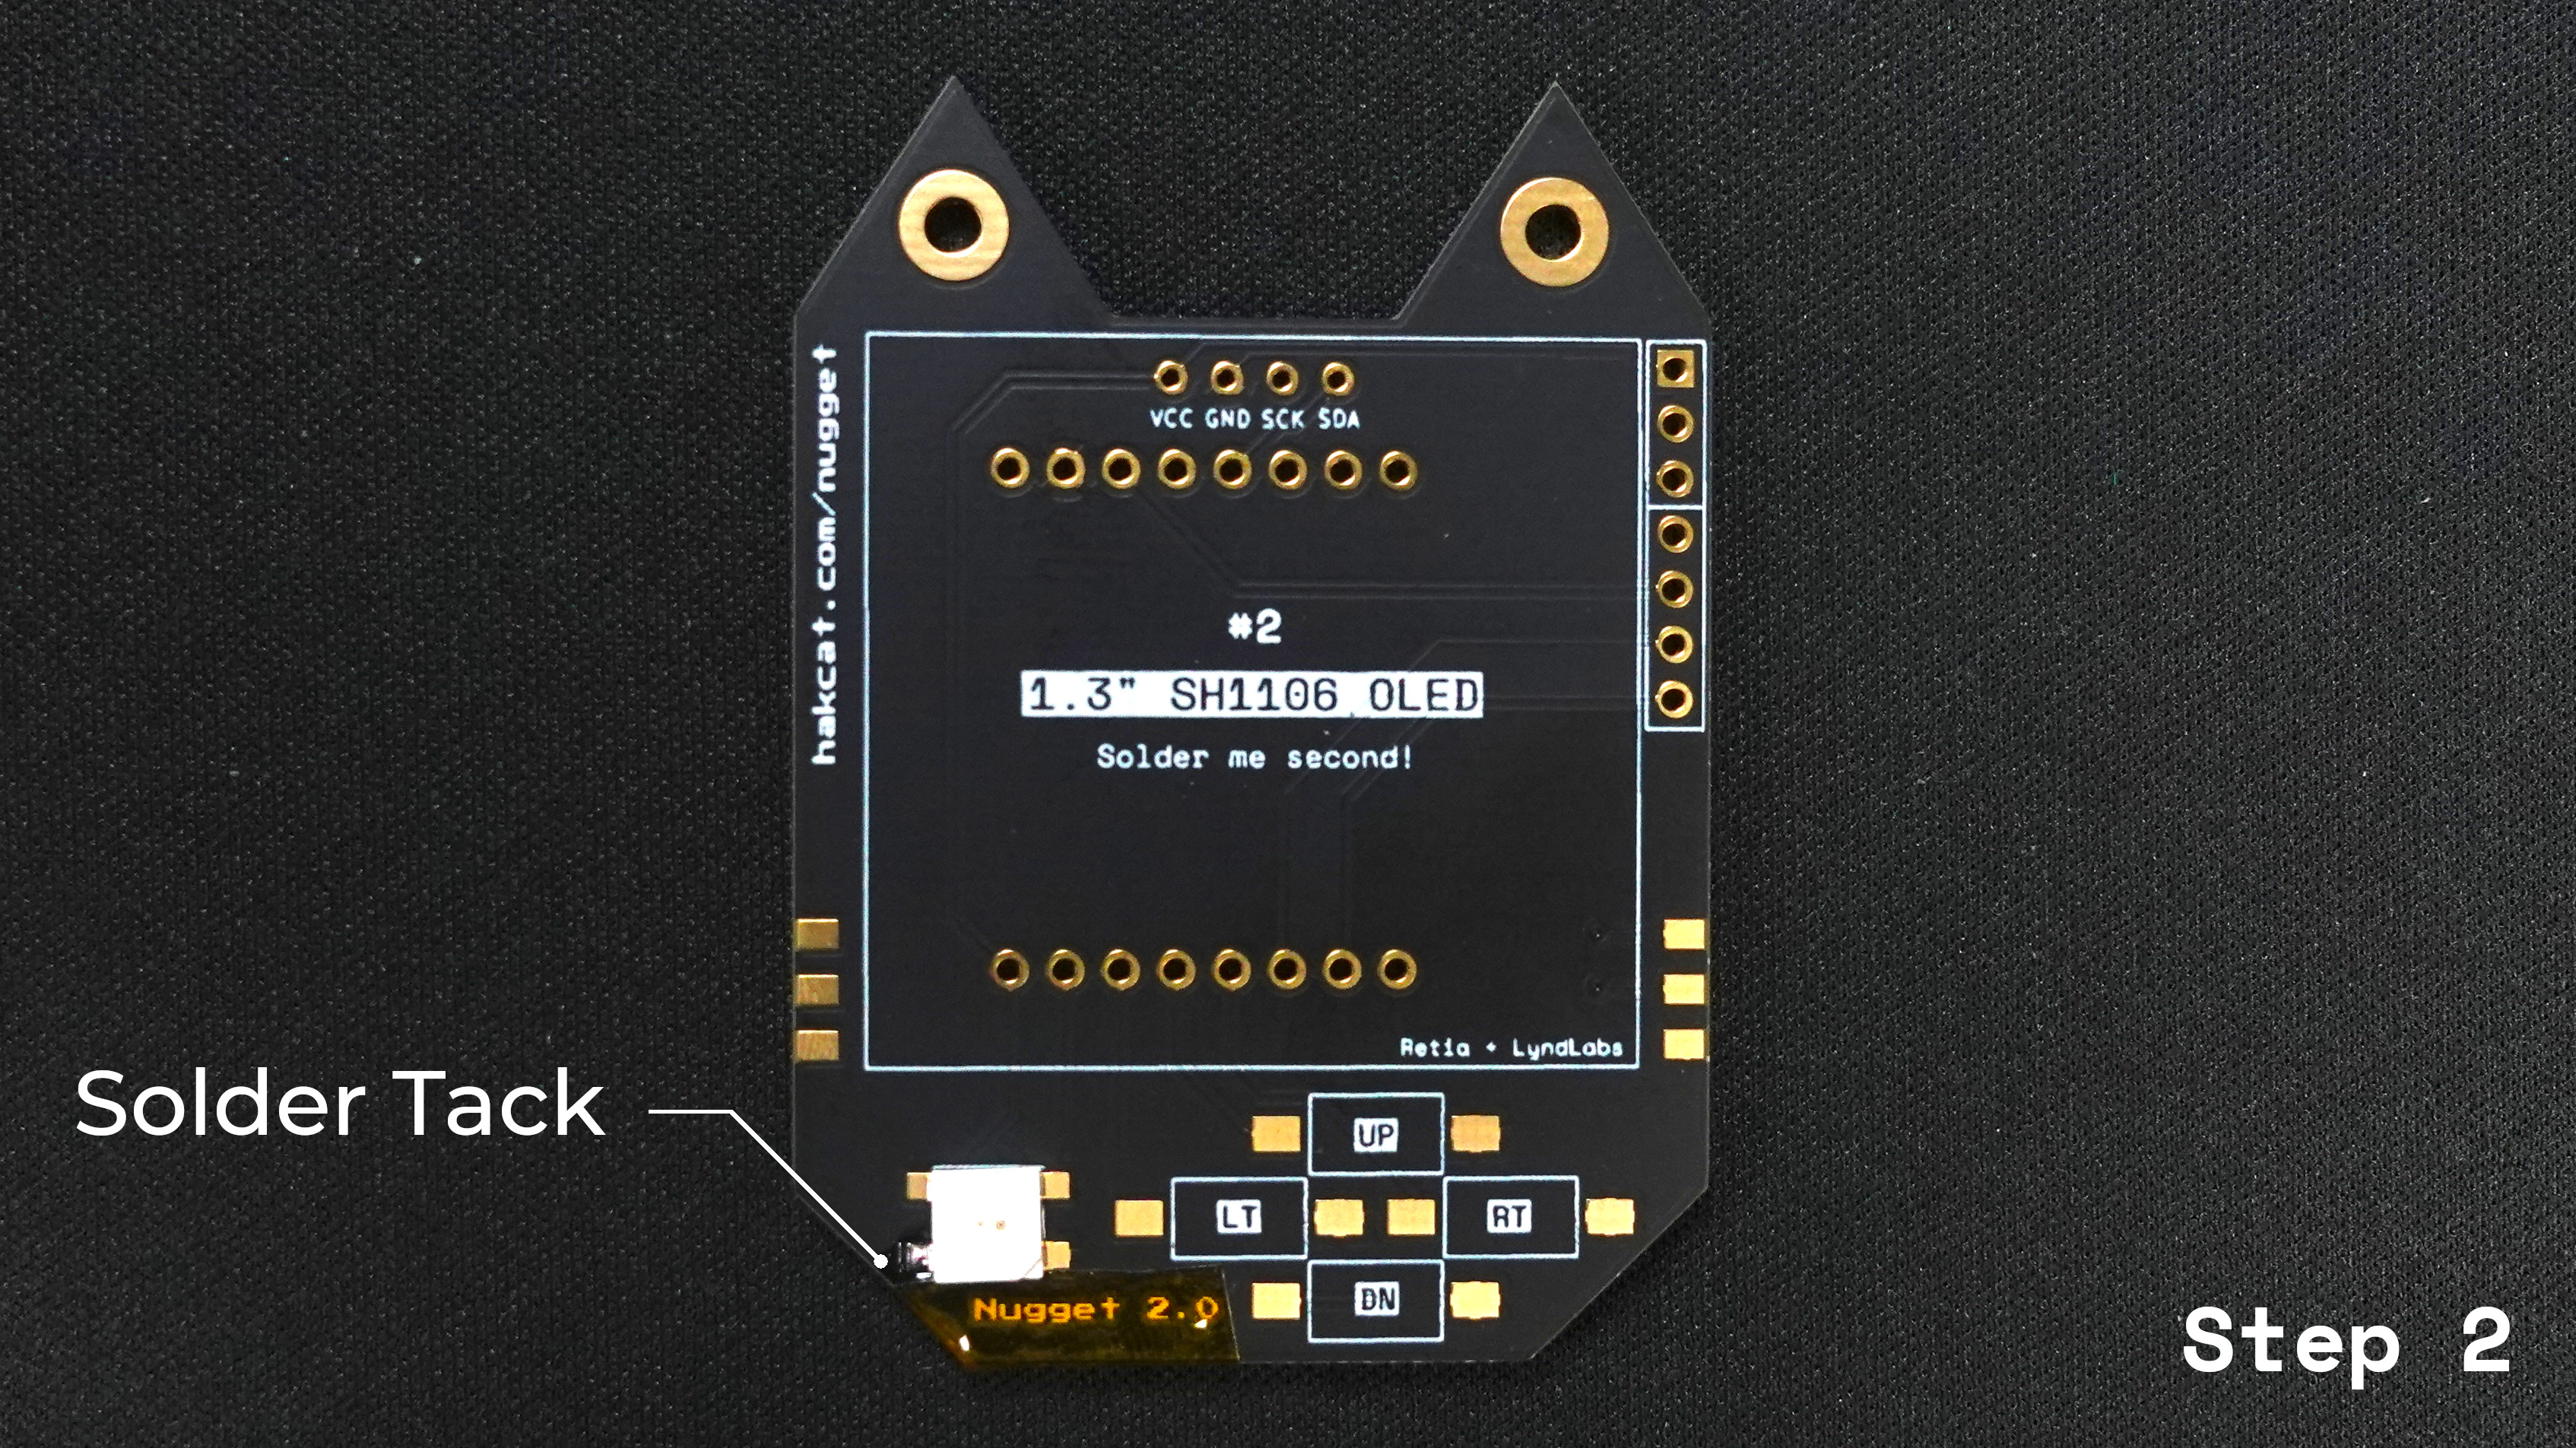 hakcat.com/nugget
VCC GND SCK SDA
#2
1.3" SH1106 OLED
Solder me second!
Retia + LyndLabs
Solder Tack
UP
LT
RT
DN
Nugget 2.0
Step 2